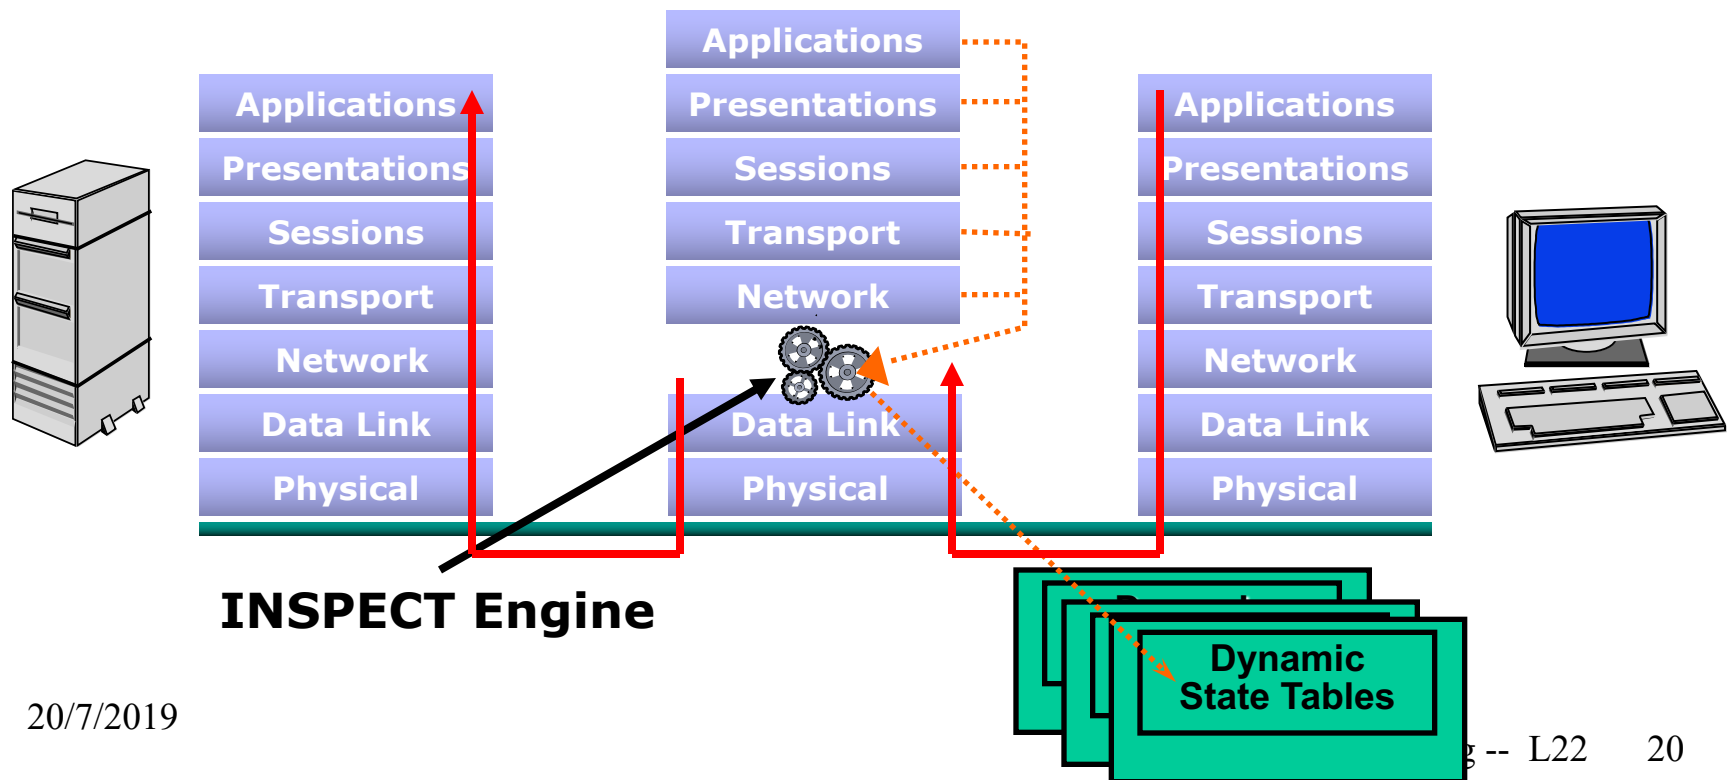 Applications
Presentations
Sessions
Transport
Network
Data Link
Physical
Applications
Presentations
Sessions
Transport
Network
Data Link
Physical
Applications
Presentations
Sessions
Transport
Network
Data Link
Physical
INSPECT Engine
Dynamic
State Tables
20/7/2019
-- L22 20